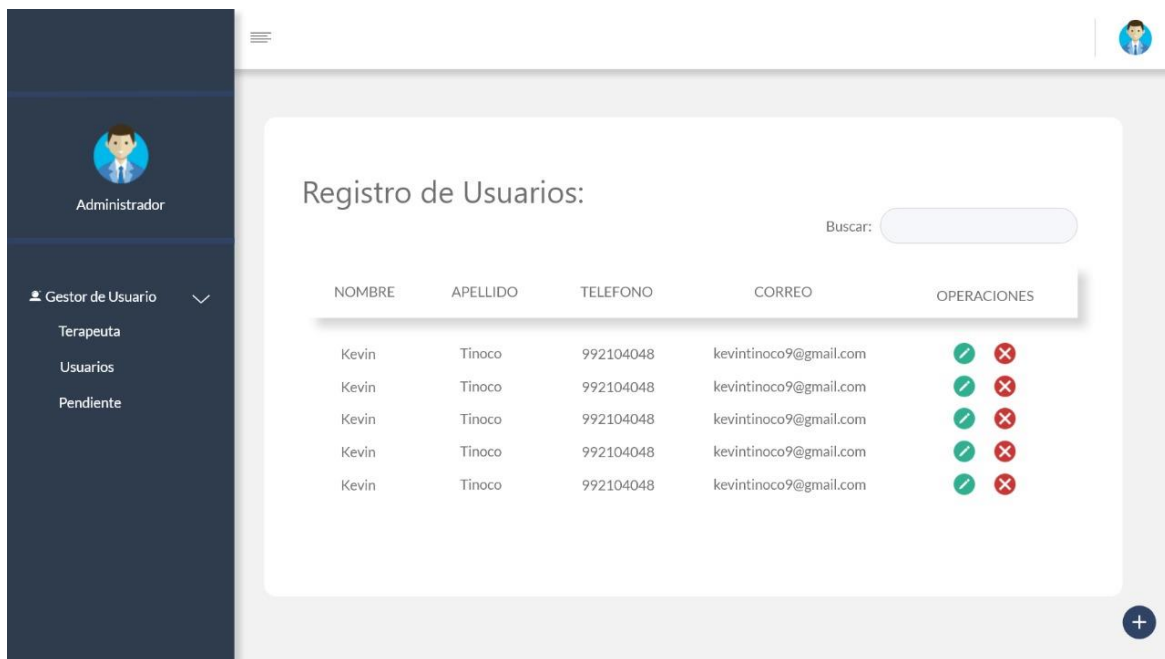 Administrador
Gestor de Usuario
Terapeuta
Usuarios
Pendiente
Registro de Usuarios:
Buscar:
NOMBRE APELLIDO TELEFONO CORREO OPERACIONES
Kevin Tinoco 992104048 kevintinoco9@gmail.com
Kevin Tinoco 992104048 kevintinoco9@gmail.com
Kevin Tinoco 992104048 kevintinoco9@gmail.com
Kevin Tinoco 992104048 kevintinoco9@gmail.com
Kevin Tinoco 992104048 kevintinoco9@gmail.com